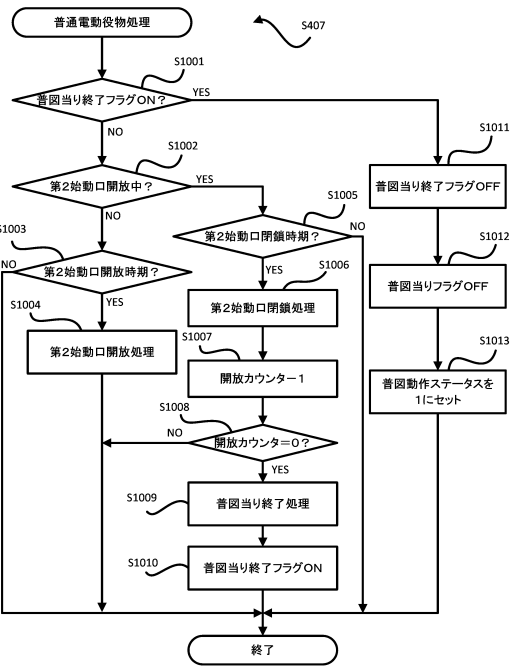 普通電動役物処理
S407
S1001
普図当り終了フラグON？
YES
NO
S1002
第2始動口開放中？
YES
NO
S1003
第2始動口開放時期？
NO
YES
S1004
第2始動口開放処理
S1005
第2始動口閉鎖時期？
NO
YES
S1006
第2始動口閉鎖処理
S1007
開放カウンター1
S1008
開放カウンター＝0？
NO
YES
S1009
普図当り終了処理
S1010
普図当り終了フラグON
S1011
普図当り終了フラグOFF
S1012
普図当りフラグOFF
S1013
普図動作ステータスを
1にセット
終了